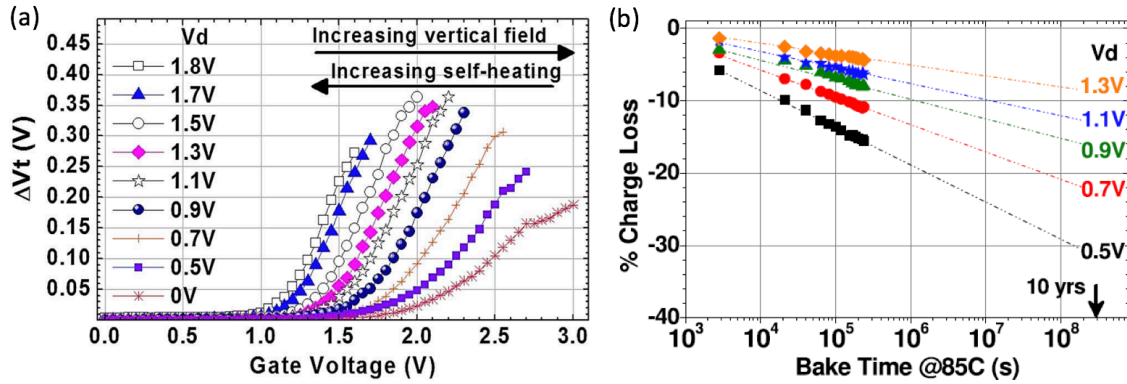 (a)
ΔVt (V)
0.45
0.40
0.35
0.30
0.25
0.20
0.15
0.10
0.05
Vd
1.8V
1.7V
1.5V
1.3V
1.1V
0.9V
0.7V
0.5V
0V
Increasing vertical field
Increasing self-heating
0.0 0.5 1.0 1.5 2.0 2.5 3.0
Gate Voltage (V)
(b)
% Charge Loss
0
-10
-20
-30
-40
Vd
1.3V
1.1V
0.9V
0.7V
0.5V
10 yrs
10³ 10⁴ 10⁵ 10⁶ 10⁷ 10⁸ 10⁹
Bake Time @85C (s)